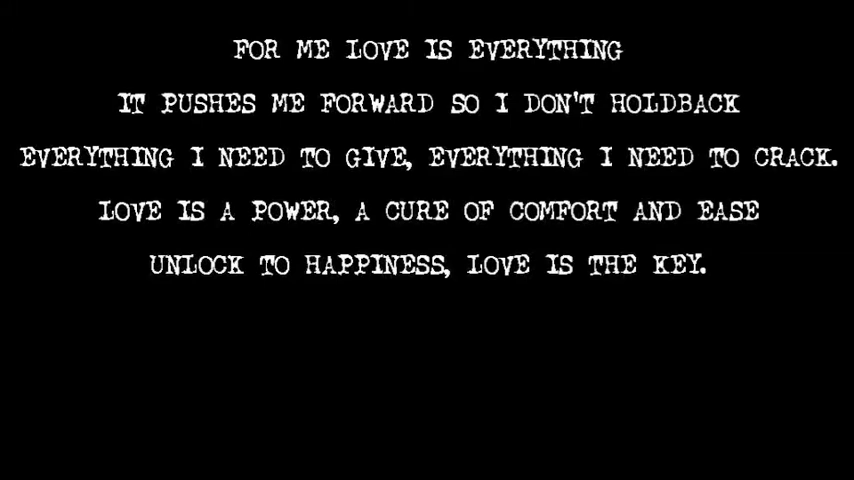 FOR ME LOVE IS EVERYTHING
IT PUSHES ME FORWARD SO I DON'T HOLDBACK
EVERYTHING I NEED TO GIVE, EVERYTHING I NEED TO CRACK.
LOVE IS A POWER, A CURE OF COMFORT AND EASE
UNLOCK TO HAPPINESS, LOVE IS THE KEY.